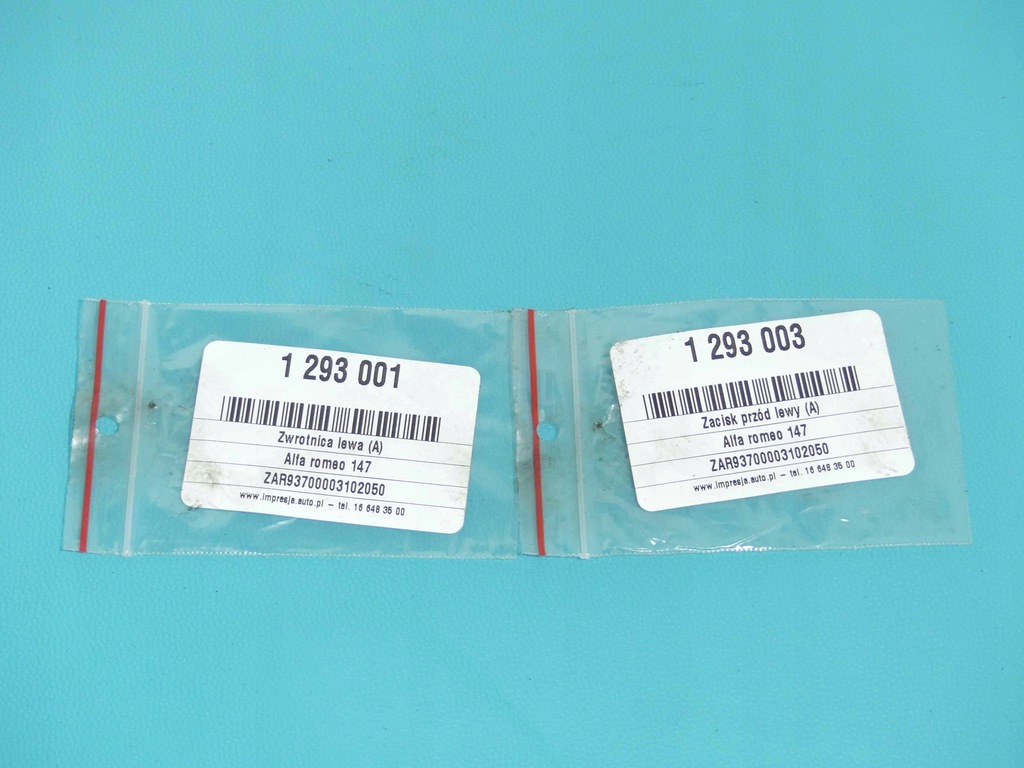 1 293 001
Zwrotnica lewa (A)
Alfa romeo 147
ZAR93700003102050
www.impresja.auto.pl – tel. 16 648 35 00
1 293 003
Zacisk przód lewy (A)
Alfa romeo 147
ZAR93700003102050
www.impresja.auto.pl – tel. 16 648 35 00